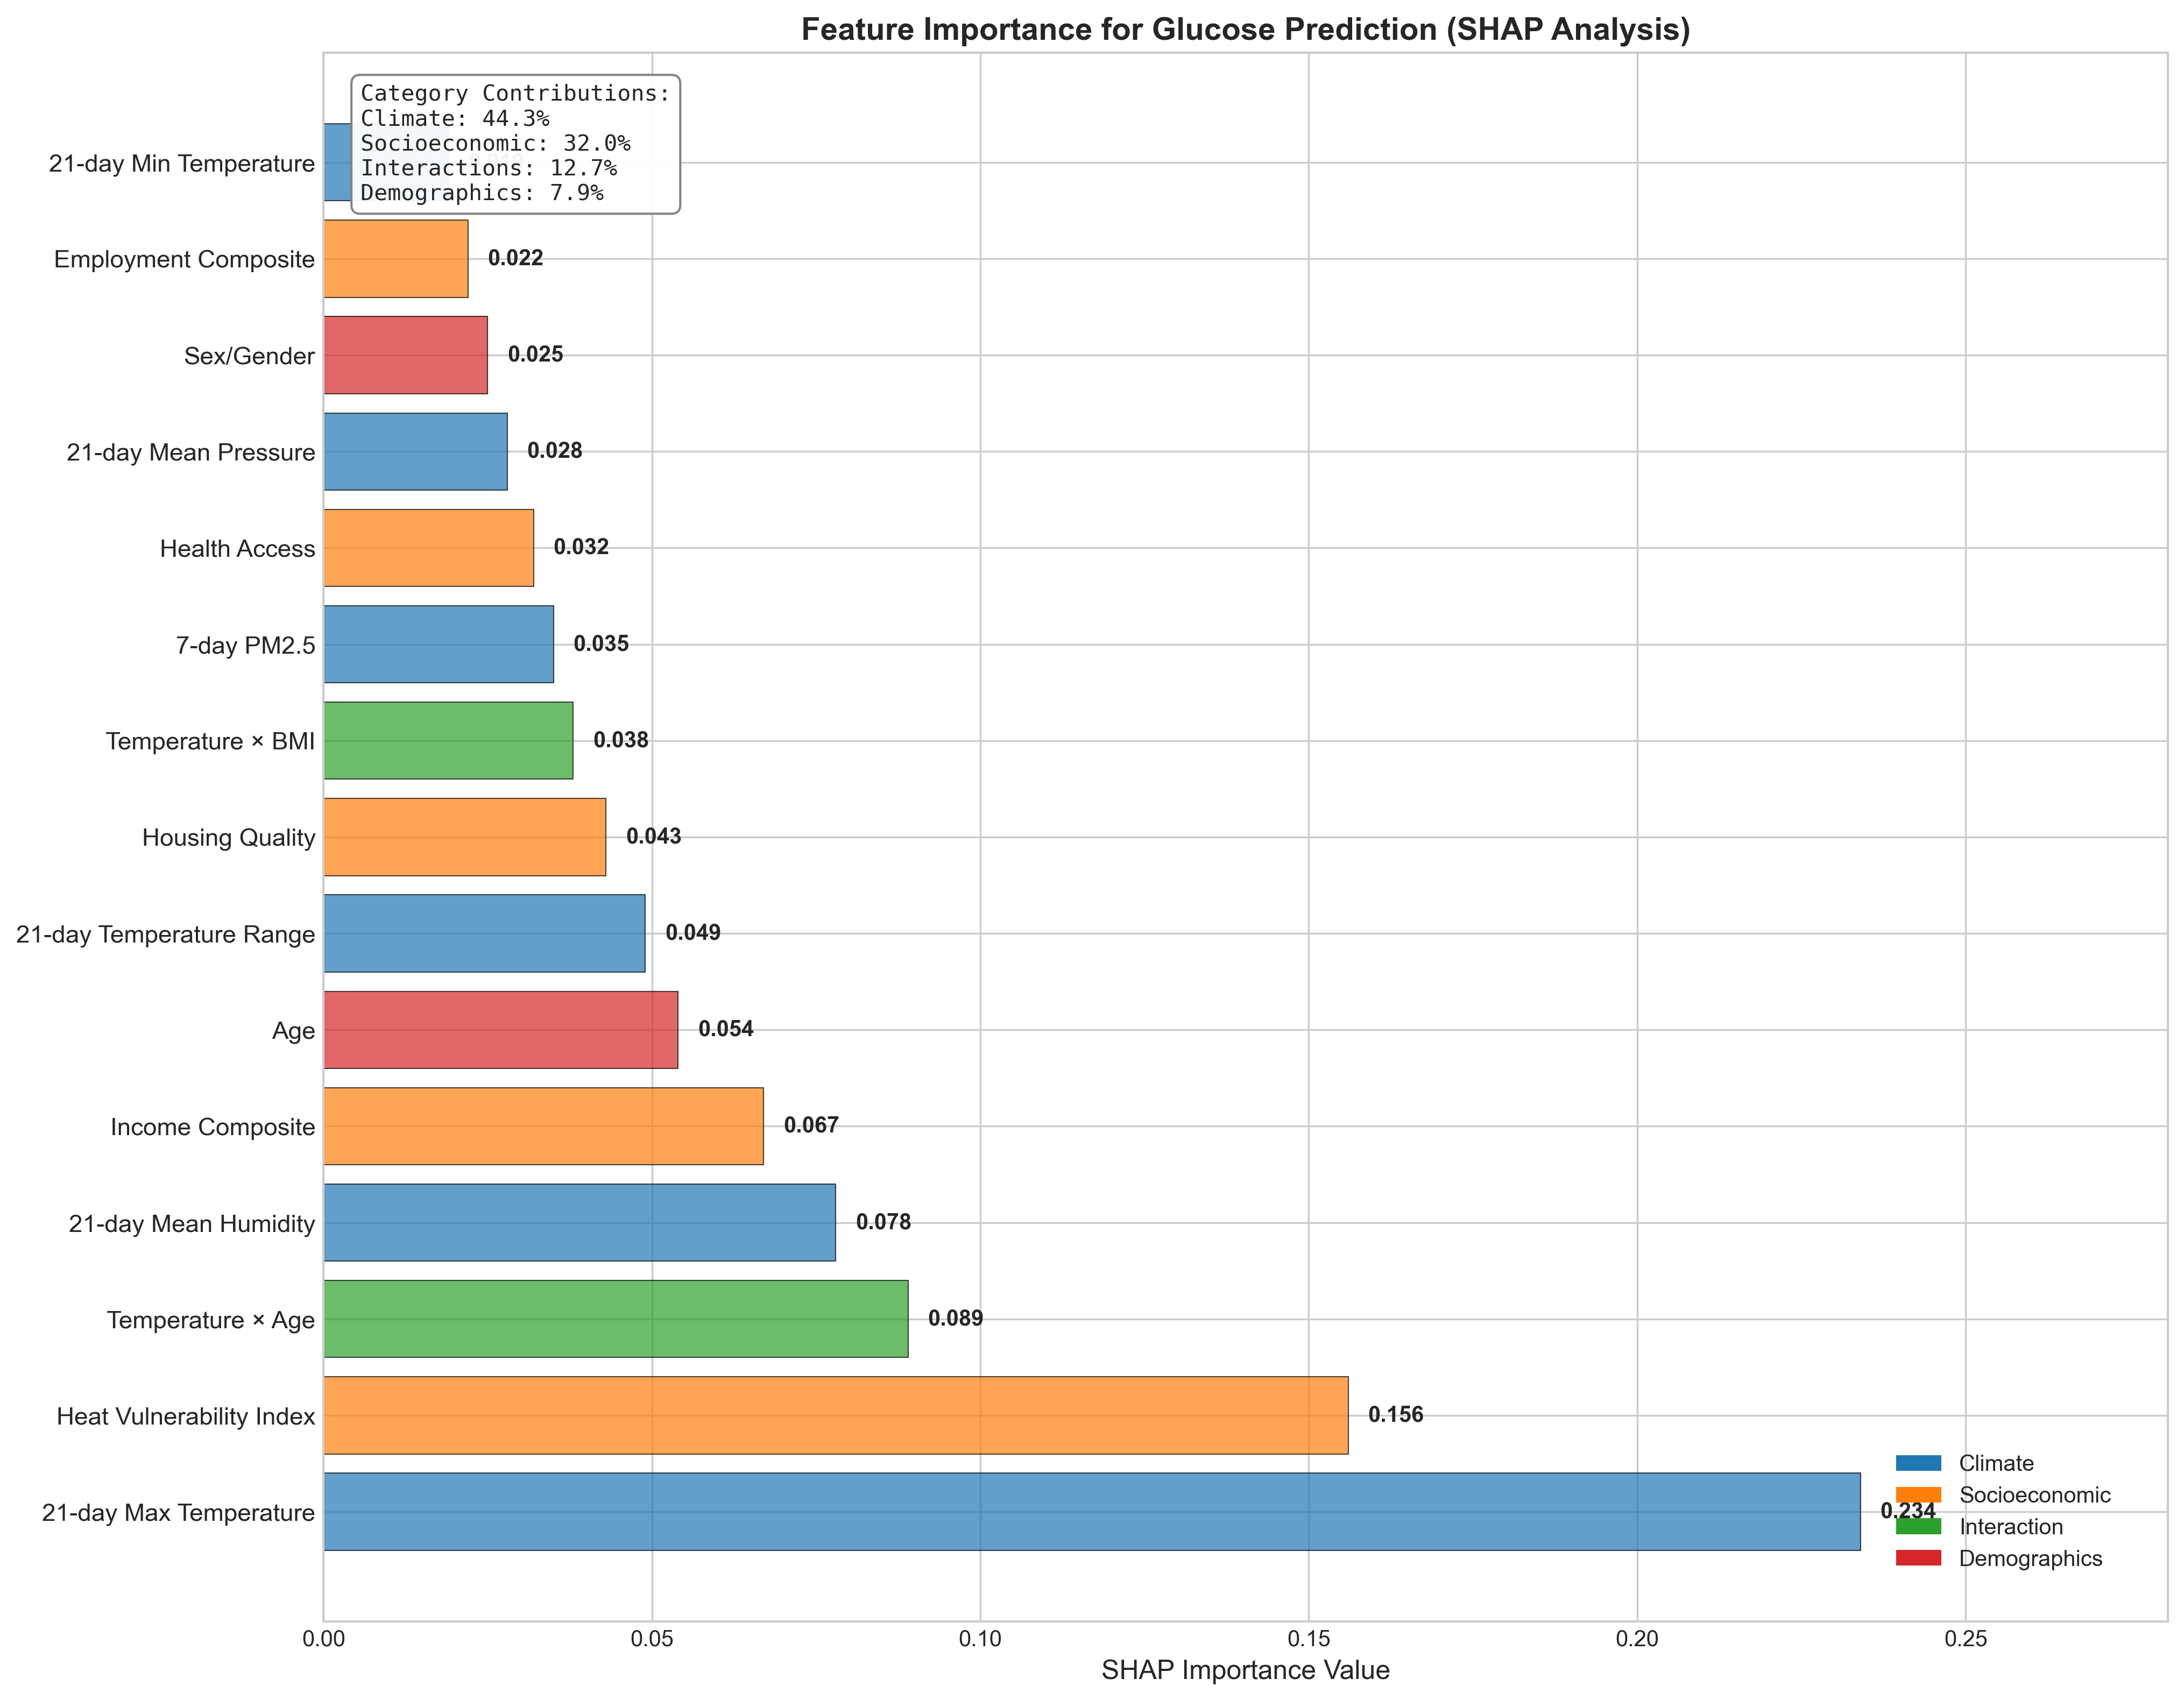 Feature Importance for Glucose Prediction (SHAP Analysis)
Category Contributions:
Climate: 44.3%
Socioeconomic: 32.0%
Interactions: 12.7%
Demographics: 7.9%
21-day Min Temperature
Employment Composite
0.022
Sex/Gender
0.025
21-day Mean Pressure
0.028
Health Access
0.032
7-day PM2.5
0.035
Temperature × BMI
0.038
Housing Quality
0.043
21-day Temperature Range
0.049
Age
0.054
Income Composite
0.067
21-day Mean Humidity
0.078
Temperature × Age
0.089
Heat Vulnerability Index
0.156
21-day Max Temperature
0.234
Climate
Socioeconomic
Interaction
Demographics
0.00 0.05 0.10 0.15 0.20 0.25
SHAP Importance Value